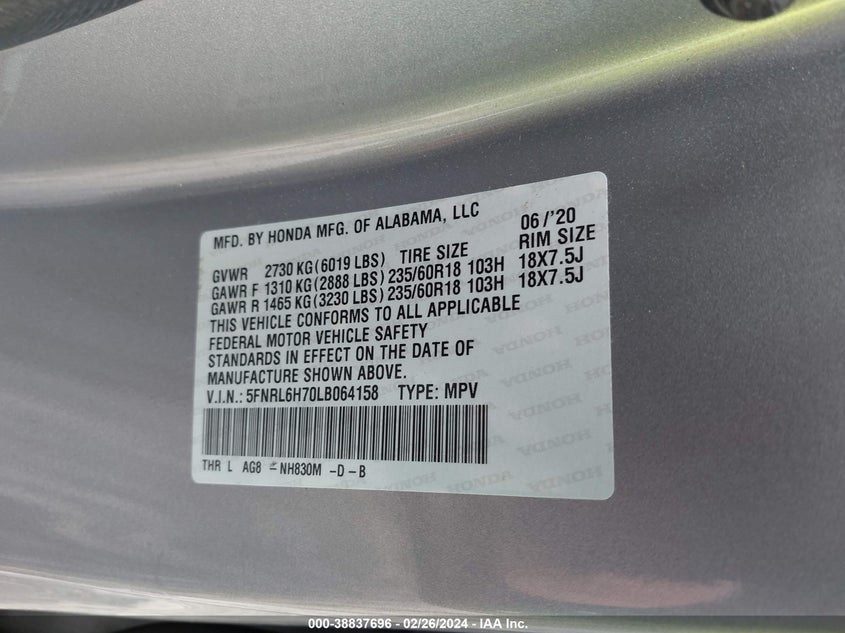 MFD. BY HONDA MFG. OF ALABAMA, LLC 06/'20
GVWR 2730 KG(6019 LBS) TIRE SIZE RIM SIZE
GAWR F 1310 KG (2888 LBS) 235/60R18 103H 18X7.5J
GAWR R 1465 KG(3230 LBS) 235/60R18 103H 18X7.5J
THIS VEHICLE CONFORMS TO ALL APPLICABLE
FEDERAL MOTOR VEHICLE SAFETY
STANDARDS IN EFFECT ON THE DATE OF
MANUFACTURE SHOWN ABOVE.
V.I.N.: 5FNRL6H70LB064158 TYPE: MPV
THR L AG8 - NH830M -D-B
000-38837696 - 02/26/2024 - IAA Inc.